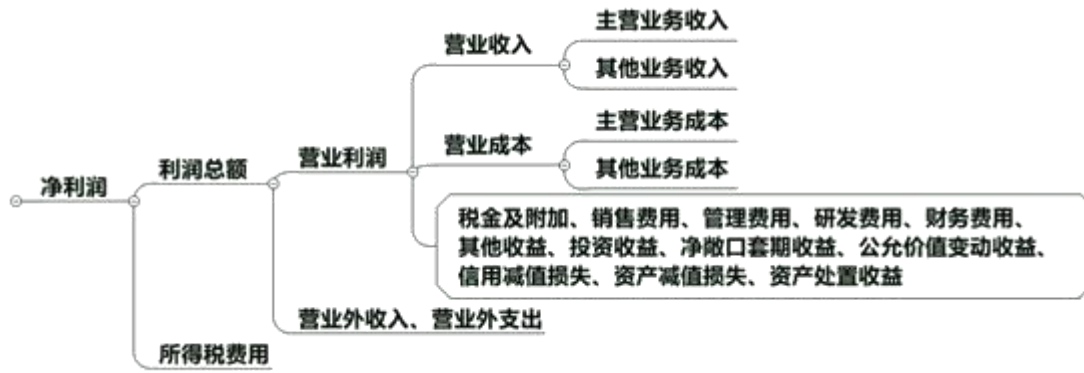 净利润
利润总额
营业利润
营业收入
主营业务收入
其他业务收入
营业成本
主营业务成本
其他业务成本
税金及附加、销售费用、管理费用、研发费用、财务费用、
其他收益、投资收益、净敞口套期收益、公允价值变动收益、
信用减值损失、资产减值损失、资产处置收益
营业外收入、营业外支出
所得税费用